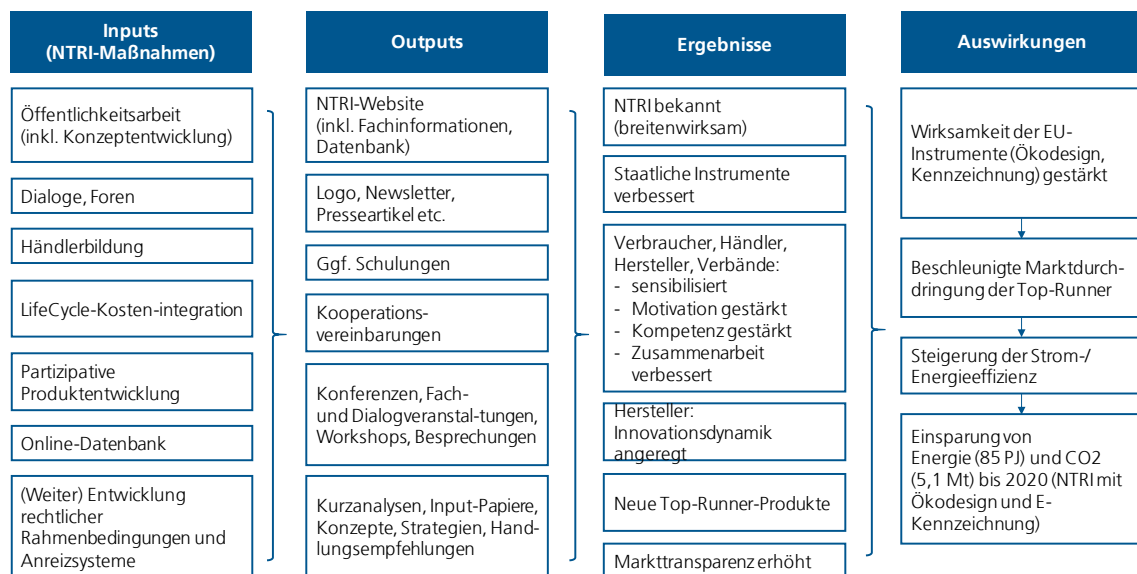 Inputs
(NTRI-Maßnahmen)
Öffentlichkeitsarbeit
(inkl. Konzeptentwicklung)
Dialoge, Foren
Händlerbildung
LifeCycle-Kosten-integration
Partizipative
Produktentwicklung
Online-Datenbank
(Weiter) Entwicklung
rechtlicher
Rahmenbedingungen und
Anreizsysteme
Outputs
NTRI-Website
(inkl. Fachinformationen,
Datenbank)
Logo, Newsletter,
Presseartikel etc.
Ggf. Schulungen
Kooperations-
vereinbarungen
Konferenzen, Fach-
und Dialogveranstal-tungen,
Workshops, Besprechungen
Kurzanalysen, Input-Papiere,
Konzepte, Strategien, Hand-
lungsempfehlungen
Ergebnisse
NTRI bekannt
(breitenwirksam)
Staatliche Instrumente
verbessert
Verbraucher, Händler,
Hersteller, Verbände:
- sensibilisiert
- Motivation gestärkt
- Kompetenz gestärkt
- Zusammenarbeit
verbessert
Hersteller:
Innovationsdynamik
angeregt
Neue Top-Runner-Produkte
Markttransparenz erhöht
Auswirkungen
Wirksamkeit der EU-
Instrumente (Ökodesign,
Kennzeichnung) gestärkt
Beschleunigte Marktdurch-
dringung der Top-Runner
Steigerung der Strom-/
Energieeffizienz
Einsparung von
Energie (85 PJ) und CO2
(5,1 Mt) bis 2020 (NTRI mit
Ökodesign und E-
Kennzeichnung)